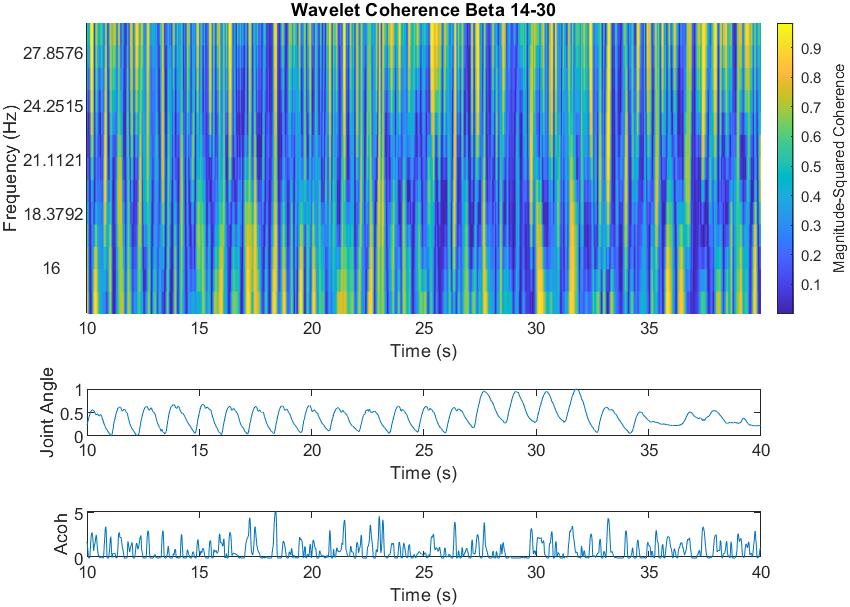 Wavelet Coherence Beta 14-30
Frequency (Hz)
27.8576
24.2515
21.1121
18.3792
16
10 15 20 25 30 35
Time (s)
0.9
0.8
0.7
0.6
0.5
0.4
0.3
0.2
0.1
Magnitude-Squared Coherence
Joint Angle
1
0.5
0
10 15 20 25 30 35 40
Time (s)
Acoh
5
0
10 15 20 25 30 35 40
Time (s)